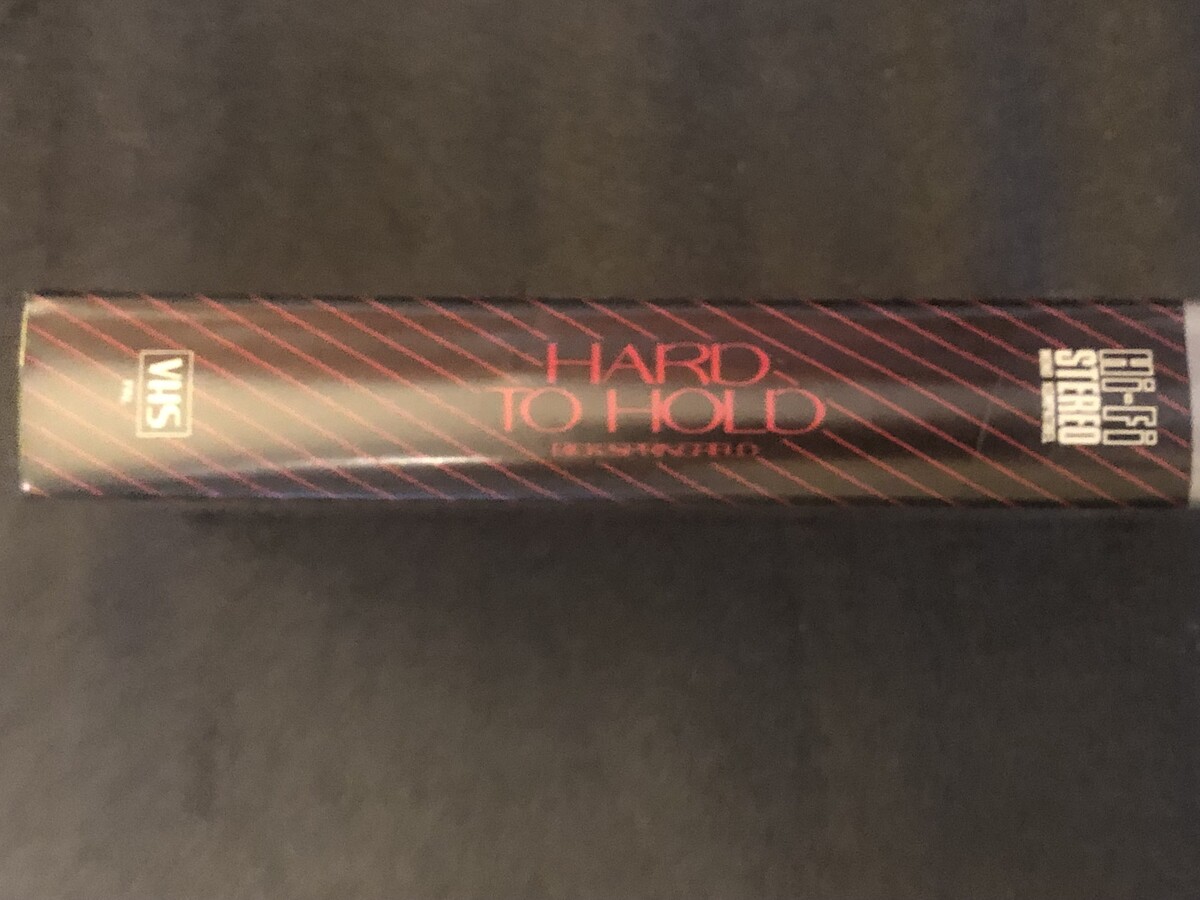 VHS
HARD
TO HOLD
RICK SPRINGFIELD
Hi-Fi
STEREO